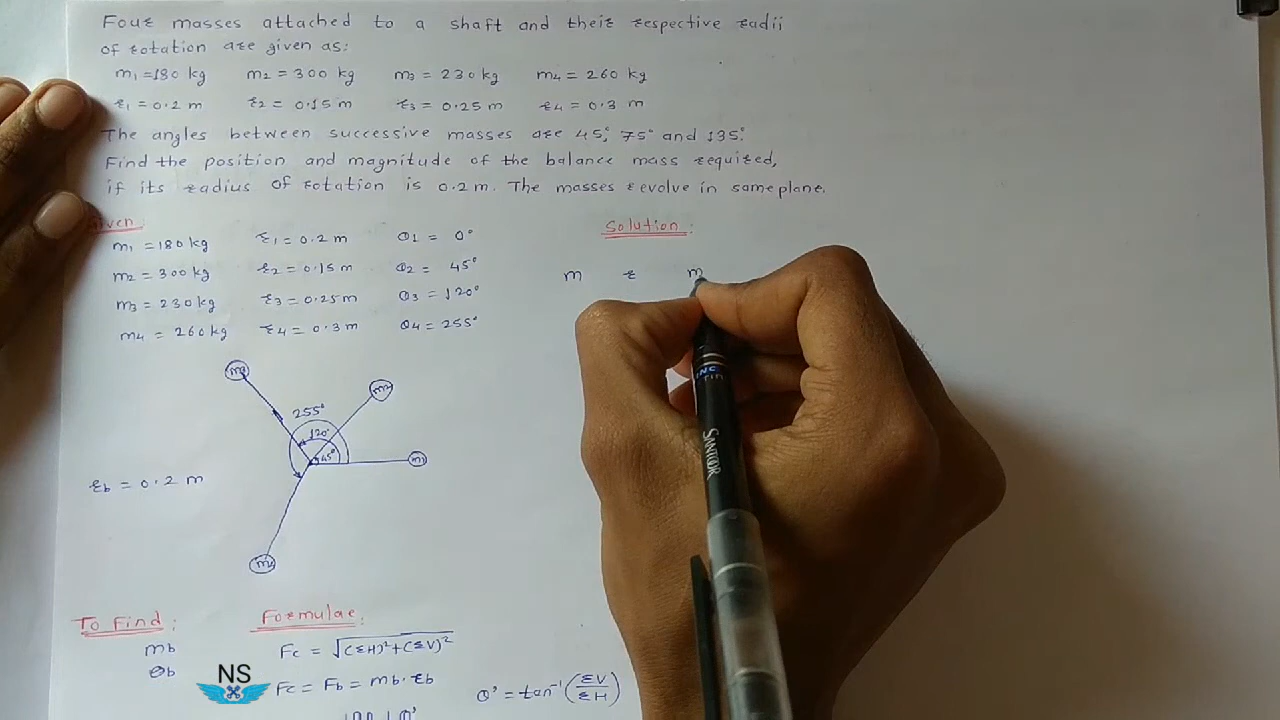 Four masses attached to a shaft and their respective radii
of rotation are given as:
m1 = 180 kg m2 = 300 kg m3 = 230 kg m4 = 260 kg
r1 = 0.2 m r2 = 0.15 m r3 = 0.25 m r4 = 0.3 m
The angles between successive masses are 45°, 75° and 135°.
Find the position and magnitude of the balance mass required,
if its radius of rotation is 0.2 m. The masses revolve in same plane.
Given:
m1 = 180 kg r1 = 0.2 m θ1 = 0°
m2 = 300 kg r2 = 0.15 m θ2 = 45°
m3 = 230 kg r3 = 0.25 m θ3 = 120°
m4 = 260 kg r4 = 0.3 m θ4 = 255°
255°
120°
45°
rb = 0.2 m
To Find:
mb
θb
Formulae:
Fc = √(ΣH)²+(ΣV)²
Fc = Fb = mb. rb
θ' = tan⁻¹(ΣV/ΣH)
NS
Solution:
m r m
SANTOOR